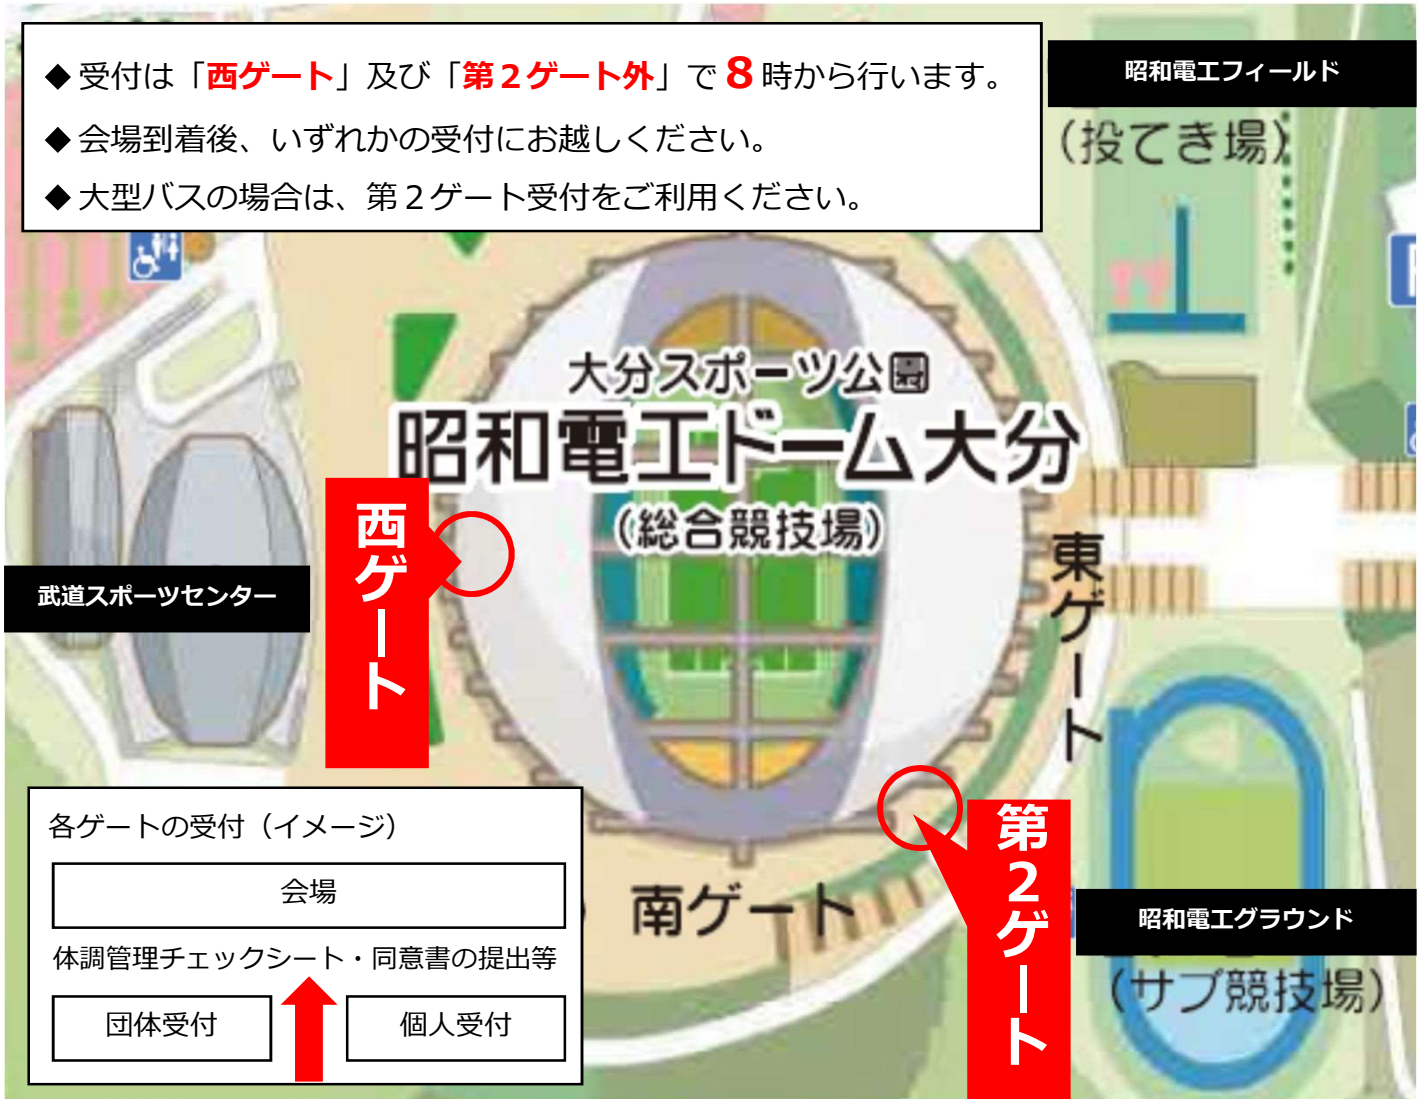 ◆ 受付は「西ゲート」及び「第２ゲート外」で８時から行います。
◆ 会場到着後、いずれかの受付にお越しください。
◆ 大型バスの場合は、第２ゲート受付をご利用ください。
昭和電工フィールド
（投てき場）
大分スポーツ公園
昭和電工ドーム大分
（総合競技場）
西ゲート
武道スポーツセンター
東ゲート
南ゲート
第２ゲート
昭和電工グラウンド
（サブ競技場）
各ゲートの受付（イメージ）
会場
体調管理チェックシート・同意書の提出等
団体受付
個人受付